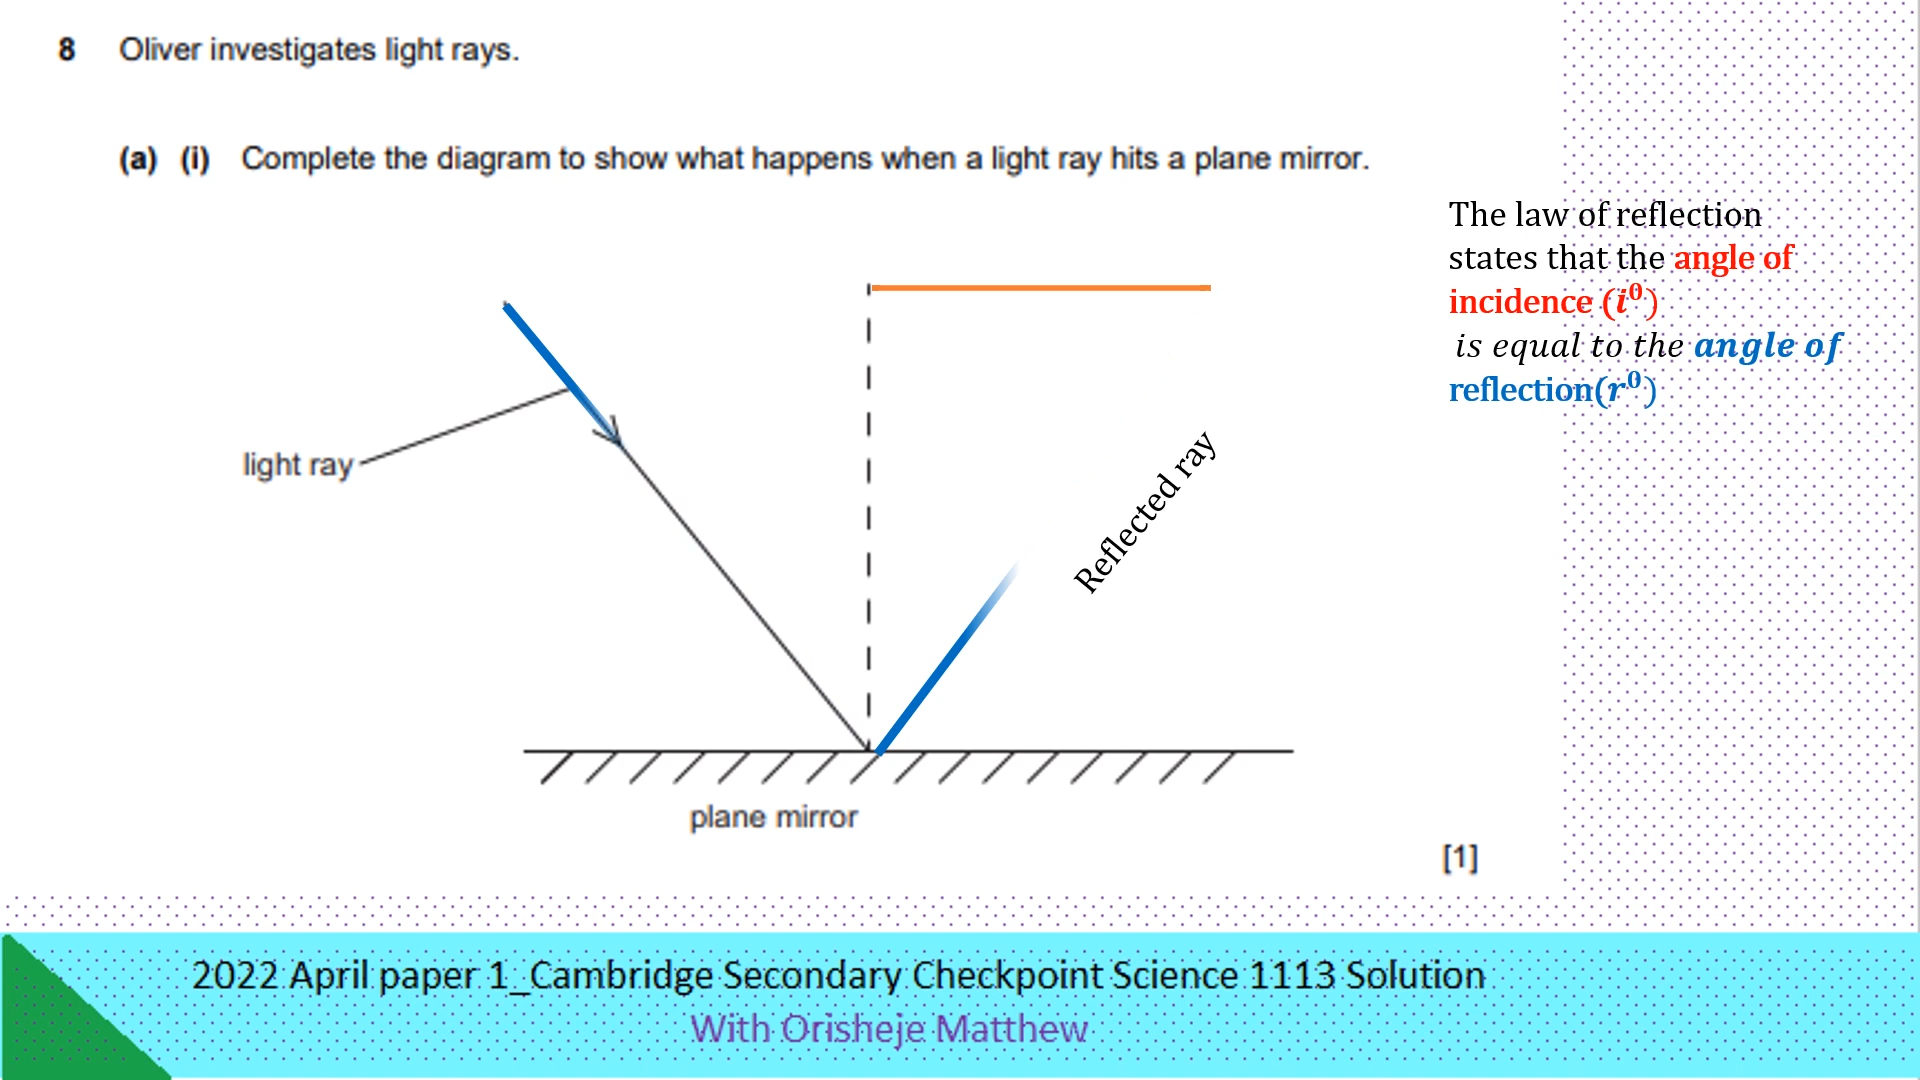 8 Oliver investigates light rays.
(a) (i) Complete the diagram to show what happens when a light ray hits a plane mirror.
The law of reflection
states that the angle of
incidence (i⁰)
is equal to the angle of
reflection(r⁰)
light ray
Reflected ray
plane mirror
[1]
2022 April paper 1_Cambridge Secondary Checkpoint Science 1113 Solution
With Orisheje Matthew